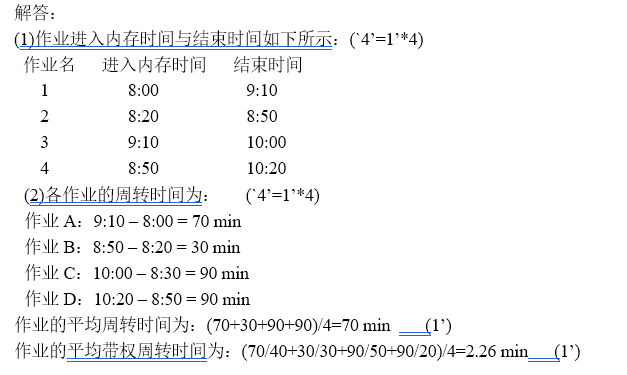 解答：
(1)作业进入内存时间与结束时间如下所示：(`4’=1’*4)
作业名 进入内存时间 结束时间
1 8:00 9:10
2 8:20 8:50
3 9:10 10:00
4 8:50 10:20
(2)各作业的周转时间为： (`4’=1’*4)
作业 A：9:10 – 8:00 = 70 min
作业 B：8:50 – 8:20 = 30 min
作业 C：10:00 – 8:30 = 90 min
作业 D：10:20 – 8:50 = 90 min
作业的平均周转时间为：(70+30+90+90)/4=70 min (1’)
作业的平均带权周转时间为：(70/40+30/30+90/50+90/20)/4=2.26 min (1’)